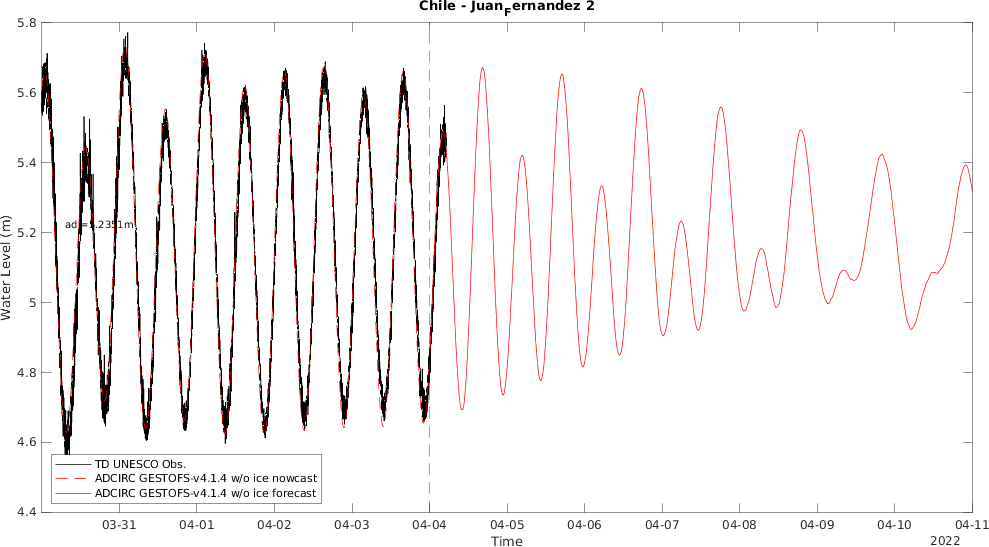 Chile - Juan_Fernandez 2
5.8
5.6
5.4
5.2
5
4.8
4.6
4.4
Water Level (m)
adj=5.2351m
TD UNESCO Obs.
ADCIRC GESTOFS-v4.1.4 w/o ice nowcast
ADCIRC GESTOFS-v4.1.4 w/o ice forecast
03-31 04-01 04-02 04-03 04-04 04-05 04-06 04-07 04-08 04-09 04-10 04-11
Time
2022